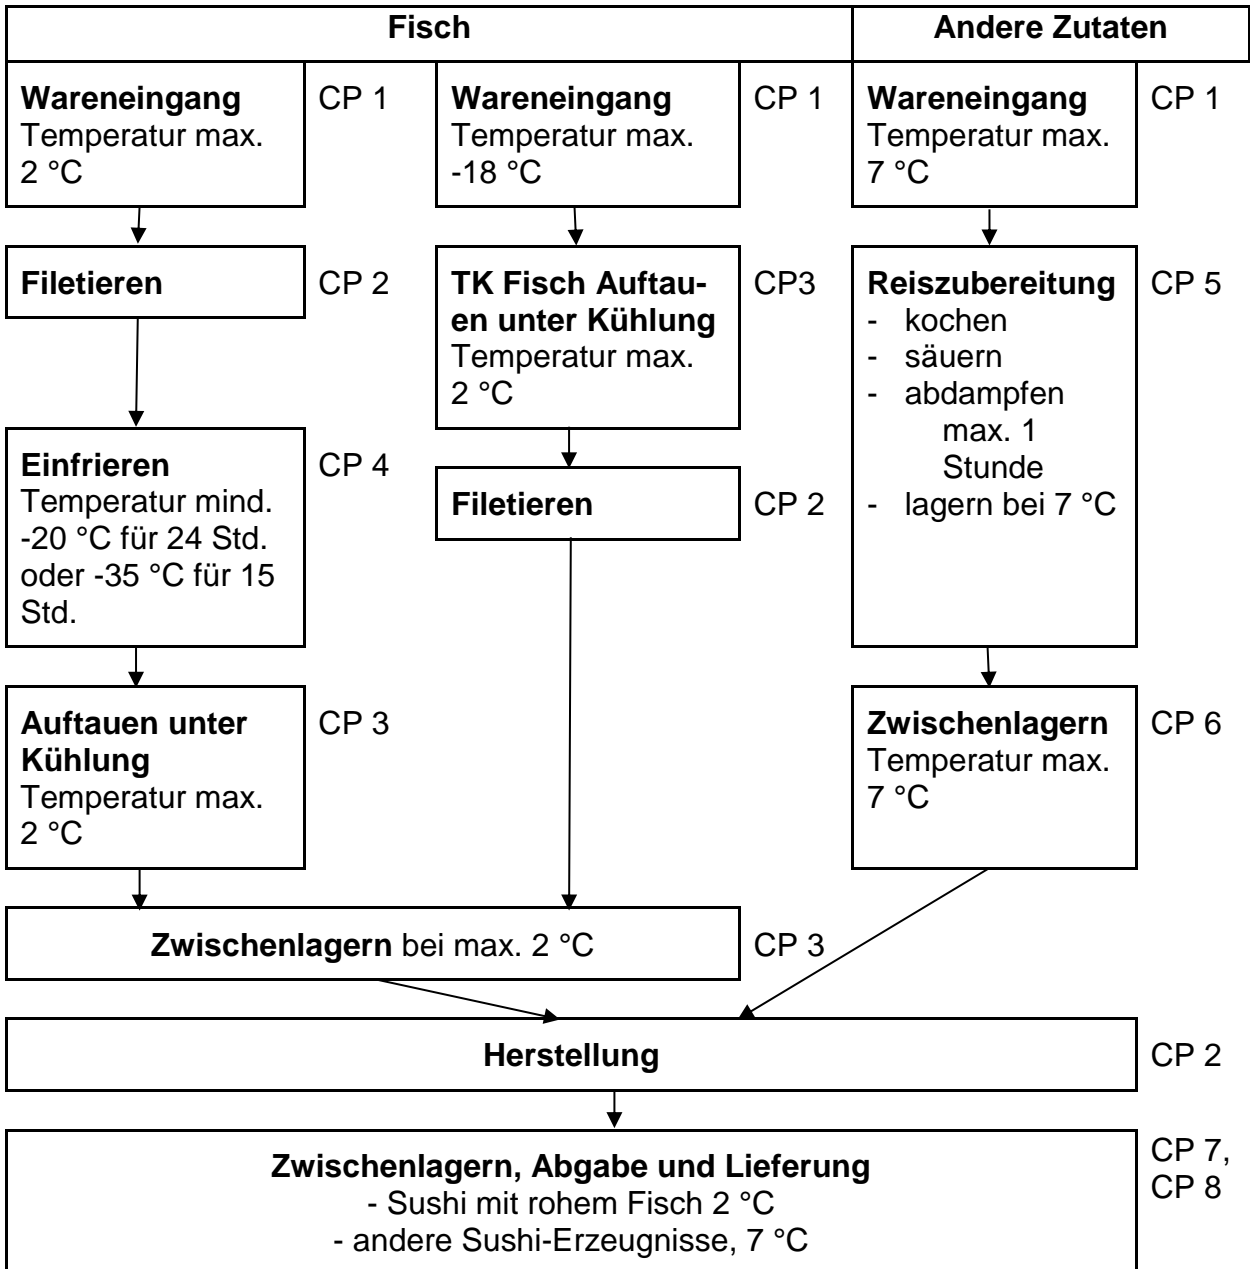 Fisch
Andere Zutaten
Wareneingang
Temperatur max.
2 °C
CP 1
Wareneingang
Temperatur max.
-18 °C
CP 1
Wareneingang
Temperatur max.
7 °C
CP 1
Filetieren
CP 2
TK Fisch Auftau-
en unter Kühlung
Temperatur max.
2 °C
CP3
Reiszubereitung
- kochen
- säuern
- abdampfen
max. 1
Stunde
- lagern bei 7 °C
CP 5
Einfrieren
Temperatur mind.
-20 °C für 24 Std.
oder -35 °C für 15
Std.
CP 4
Filetieren
CP 2
Auftauen unter
Kühlung
Temperatur max.
2 °C
CP 3
Zwischenlagern
Temperatur max.
7 °C
CP 6
Zwischenlagern bei max. 2 °C
CP 3
Herstellung
CP 2
Zwischenlagern, Abgabe und Lieferung
- Sushi mit rohem Fisch 2 °C
- andere Sushi-Erzeugnisse, 7 °C
CP 7,
CP 8